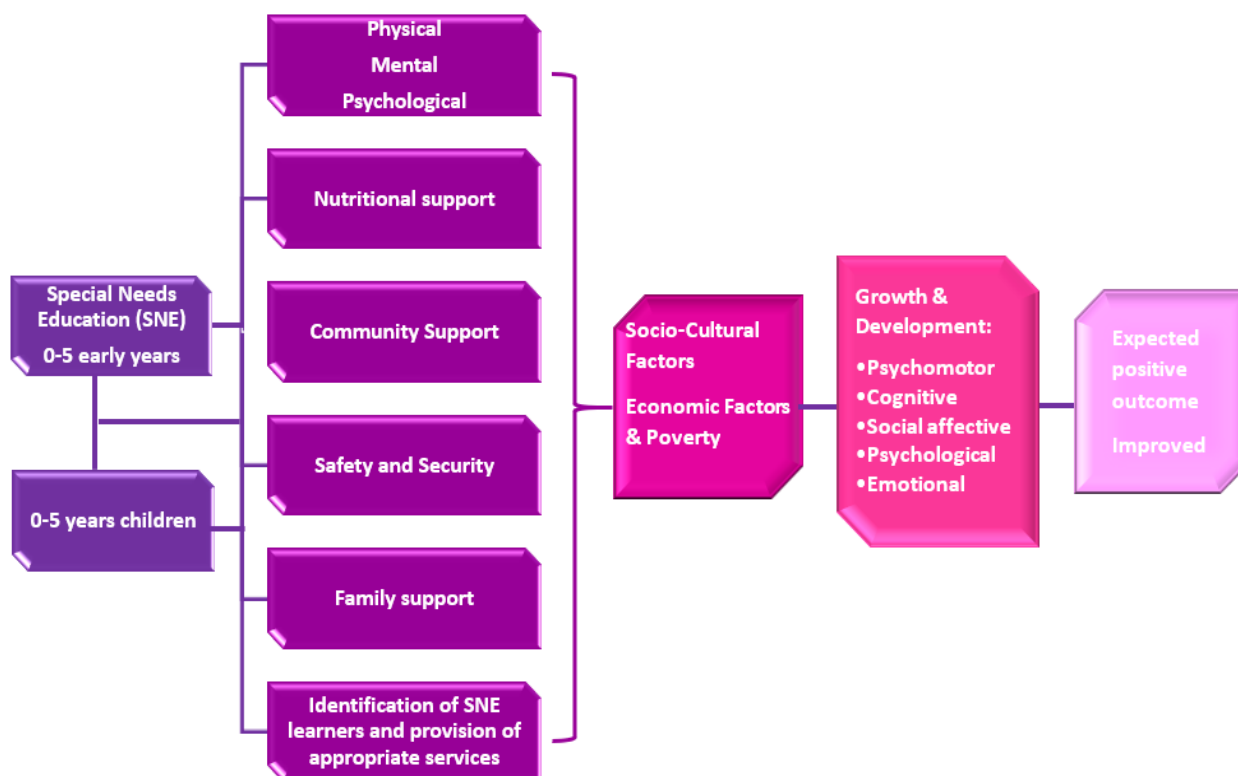 Physical
Mental
Psychological
Nutritional support
Special Needs
Education (SNE)
0-5 early years
Community Support
Safety and Security
0-5 years children
Family support
Identification of SNE
learners and provision of
appropriate services
Socio-Cultural
Factors
Economic Factors
& Poverty
Growth &
Development:
•Psychomotor
•Cognitive
•Social affective
•Psychological
•Emotional
Expected
positive
outcome
Improved